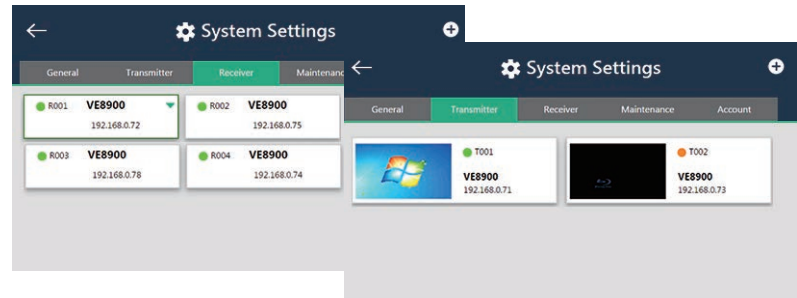 System Settings
General Transmitter Receiver Maintenanc
R001 VE8900
192.168.0.72
R002 VE8900
192.168.0.75
R003 VE8900
192.168.0.78
R004 VE8900
192.168.0.74
System Settings
General Transmitter Receiver Maintenance Account
T001
VE8900
192.168.0.71
T002
VE8900
192.168.0.73